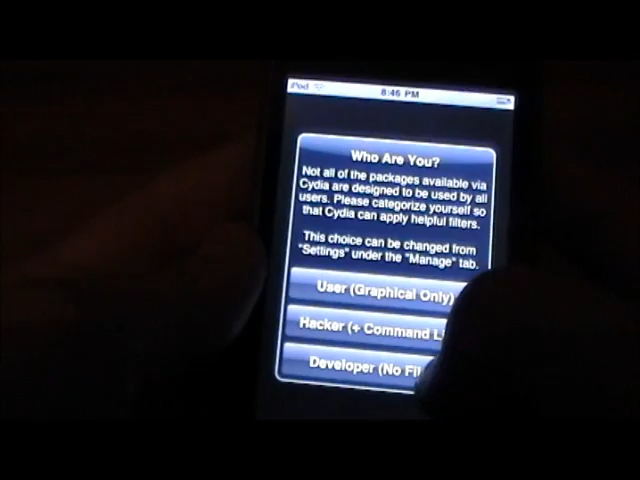 iPod
8:46 PM
Who Are You?
Not all of the packages available via
Cydia are designed to be used by all
users. Please categorize yourself so
that Cydia can apply helpful filters.
This choice can be changed from
"Settings" under the "Manage" tab.
User (Graphical Only)
Hacker (+ Command
Developer (No